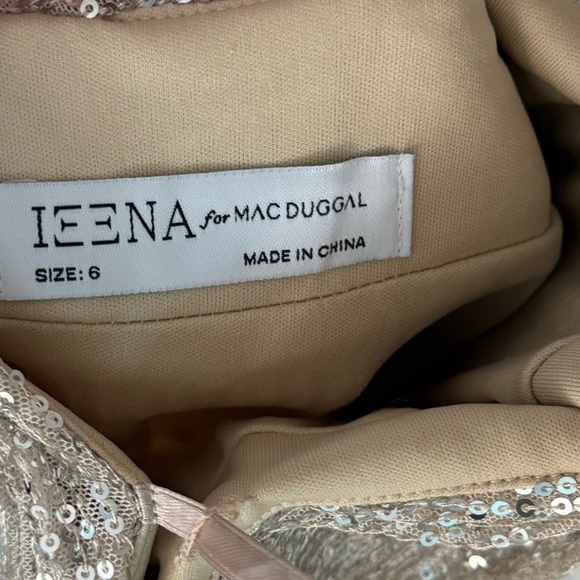 IEENA for MAC DUGGAL
SIZE: 6
MADE IN CHINA